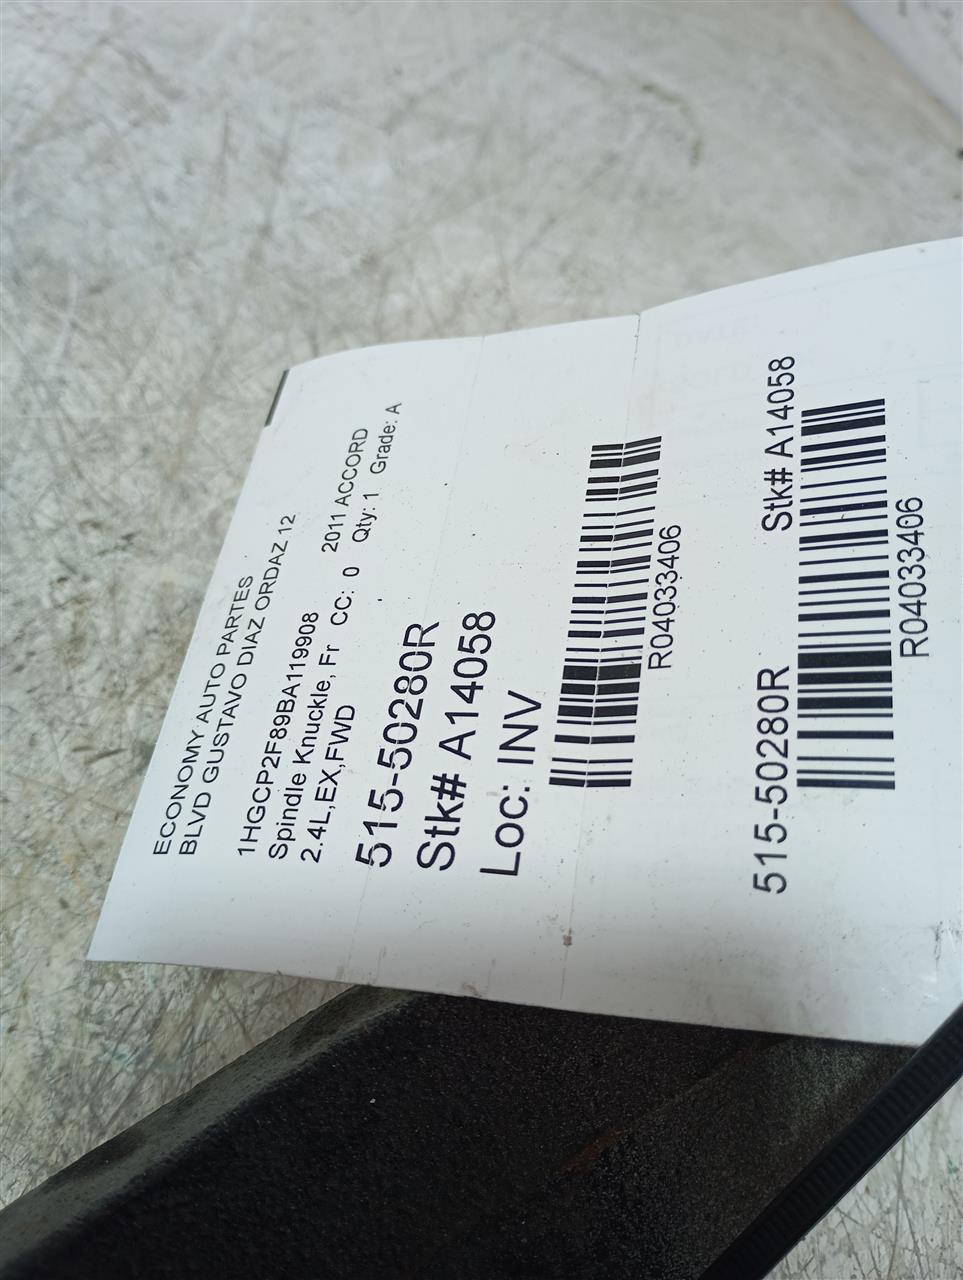 ECONOMY AUTO PARTES
BLVD GUSTAVO DIAZ ORDAZ 12
1HGCP2F89BA119908
Spindle Knuckle, Fr CC: 0 2011 ACCORD
2.4L,EX,FWD Qty: 1 Grade: A
515-50280R
Stk# A14058
Loc: INV
R04033406
515-50280R Stk# A14058
R04033406